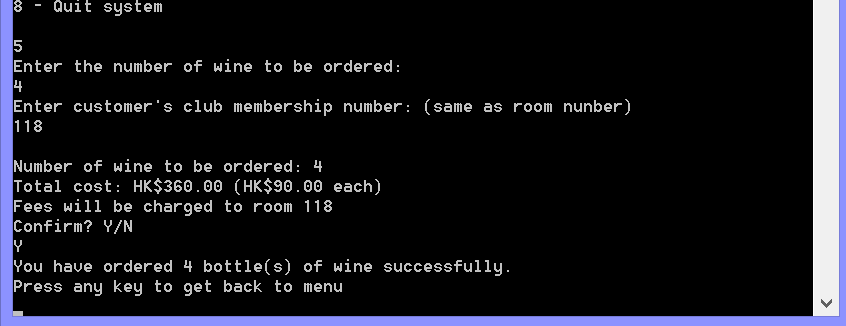 8 - Quit system
5
Enter the number of wine to be ordered:
4
Enter customer's club membership number: (same as room nunber)
118
Number of wine to be ordered: 4
Total cost: HK$360.00 (HK$90.00 each)
Fees will be charged to room 118
Confirm? Y/N
Y
You have ordered 4 bottle(s) of wine successfully.
Press any key to get back to menu